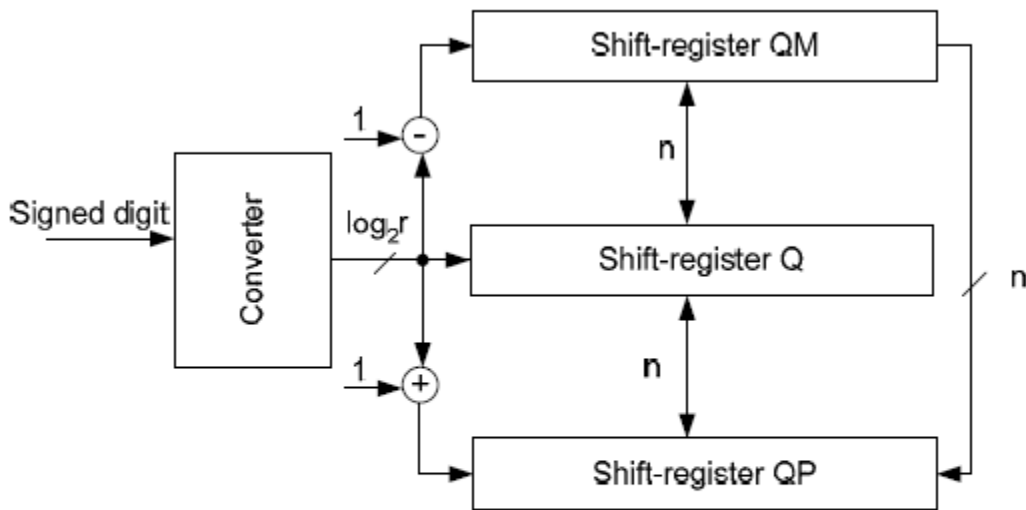 Shift-register QM
1
-
n
Signed digit
Converter
log₂r
Shift-register Q
n
n
1
+
Shift-register QP